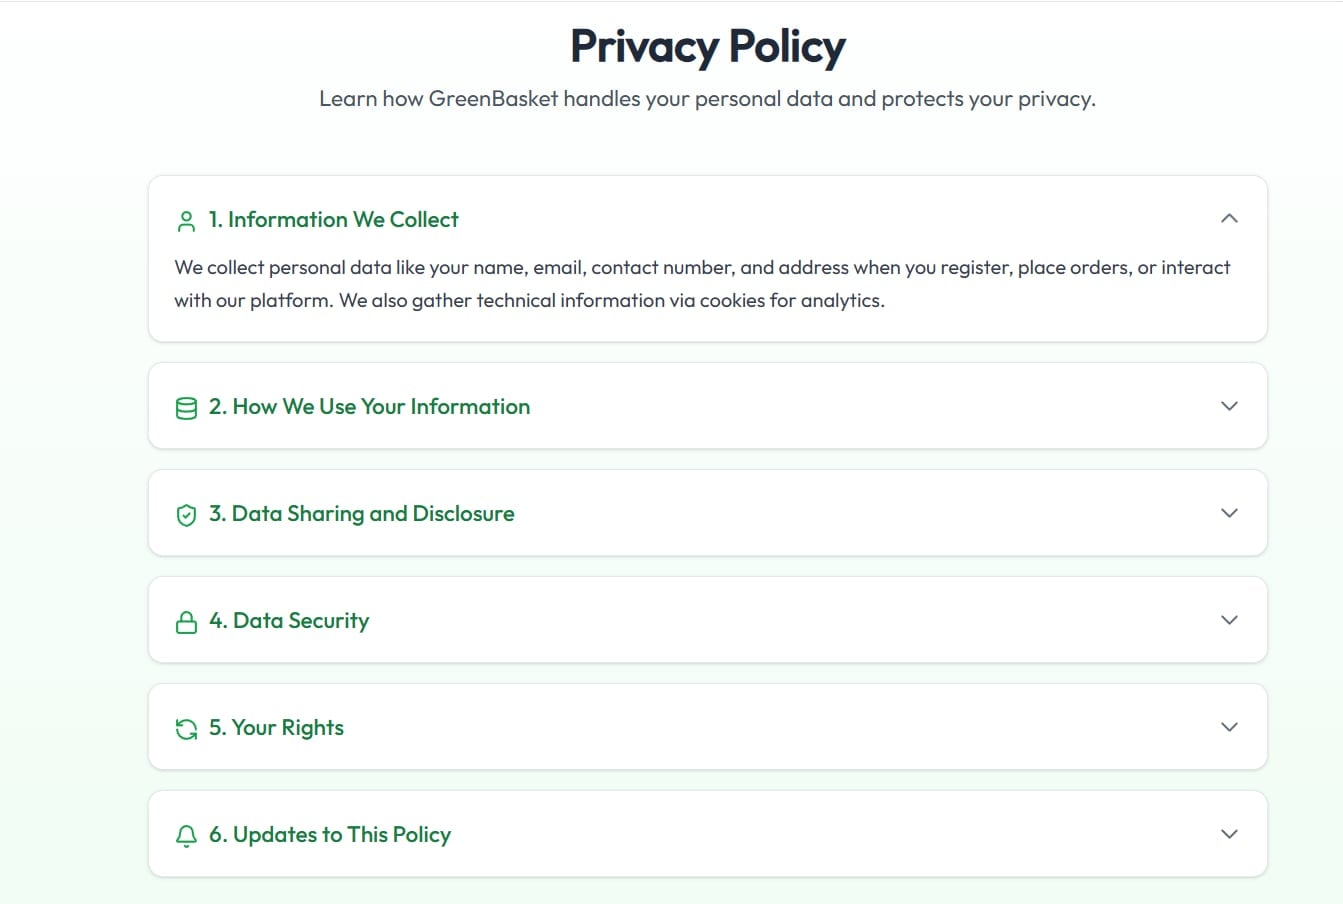 Privacy Policy
Learn how GreenBasket handles your personal data and protects your privacy.
1. Information We Collect
We collect personal data like your name, email, contact number, and address when you register, place orders, or interact
with our platform. We also gather technical information via cookies for analytics.
2. How We Use Your Information
3. Data Sharing and Disclosure
4. Data Security
5. Your Rights
6. Updates to This Policy